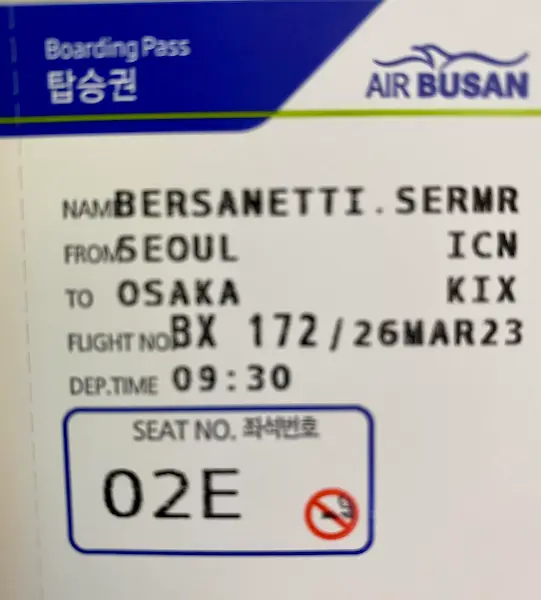 Boarding Pass
탑승권
AIR BUSAN
NAME BERSANETTI.SERMR
FROM SEOUL ICN
TO OSAKA KIX
FLIGHT NO. BX 172/26MAR23
DEP.TIME 09:30
SEAT NO. 좌석번호
02E